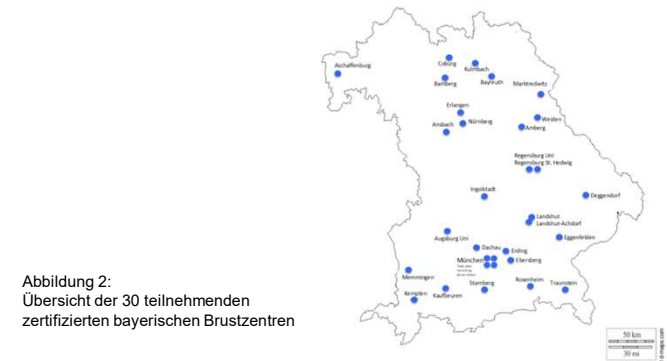 Aschaffenburg
Coburg
Kulmbach
Bamberg
Bayreuth
Marktredwitz
Erlangen
Nürnberg
Ansbach
Weiden
Amberg
Regensburg Uni
Regensburg St. Hedwig
Ingolstadt
Deggendorf
Landshut
Landshut-Achdorf
Eggenfelden
Augsburg Uni
Dachau
Erding
München
Ebersberg
Memmingen
Kempten
Kaufbeuren
Starnberg
Rosenheim
Traunstein
Abbildung 2:
Übersicht der 30 teilnehmenden
zertifizierten bayerischen Brustzentren
50 km
30 mi